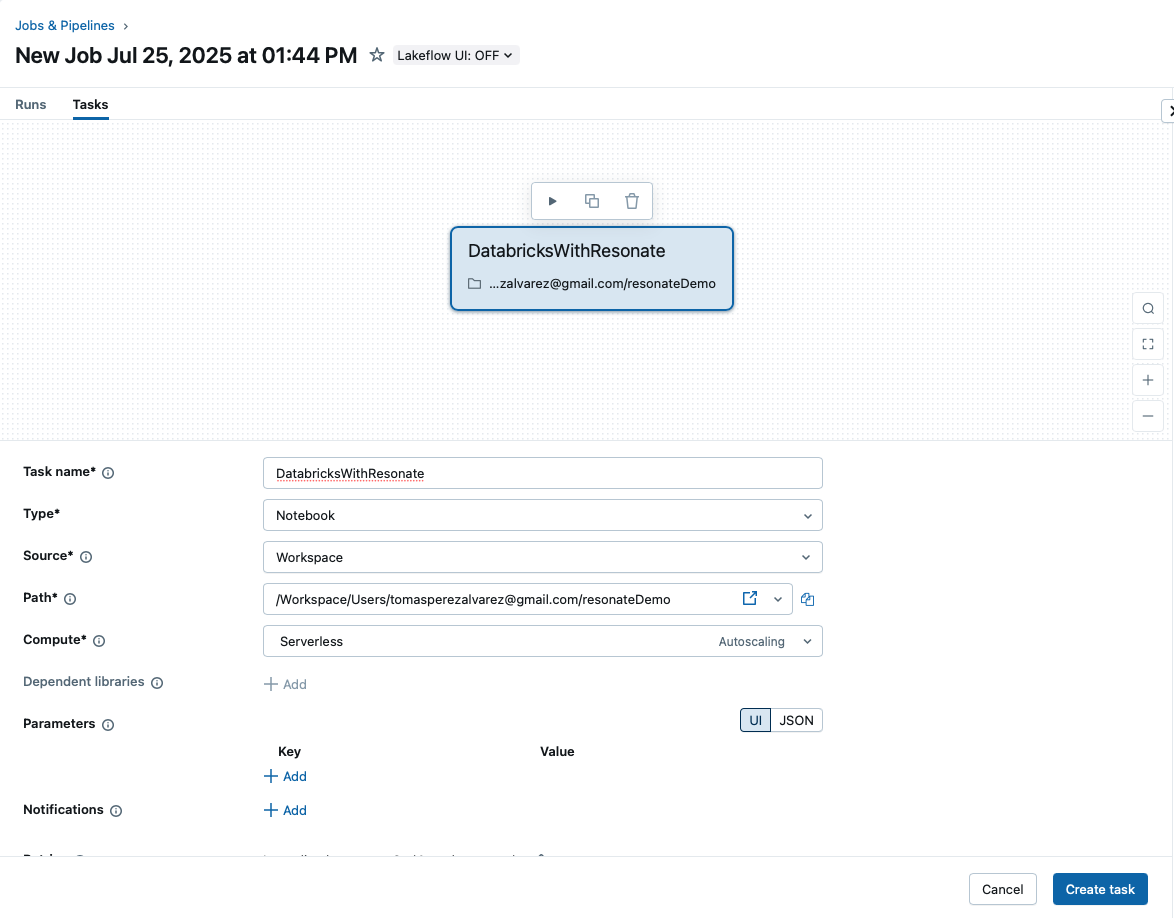 Jobs & Pipelines
New Job Jul 25, 2025 at 01:44 PM Lakeflow UI: OFF
Runs Tasks
DatabricksWithResonate
...zalvarez@gmail.com/resonateDemo
Task name* DatabricksWithResonate
Type* Notebook
Source* Workspace
Path* /Workspace/Users/tomasperezalvarez@gmail.com/resonateDemo
Compute* Serverless Autoscaling
Dependent libraries Add
Parameters UI JSON
Key Value
Add
Notifications Add
Cancel Create task